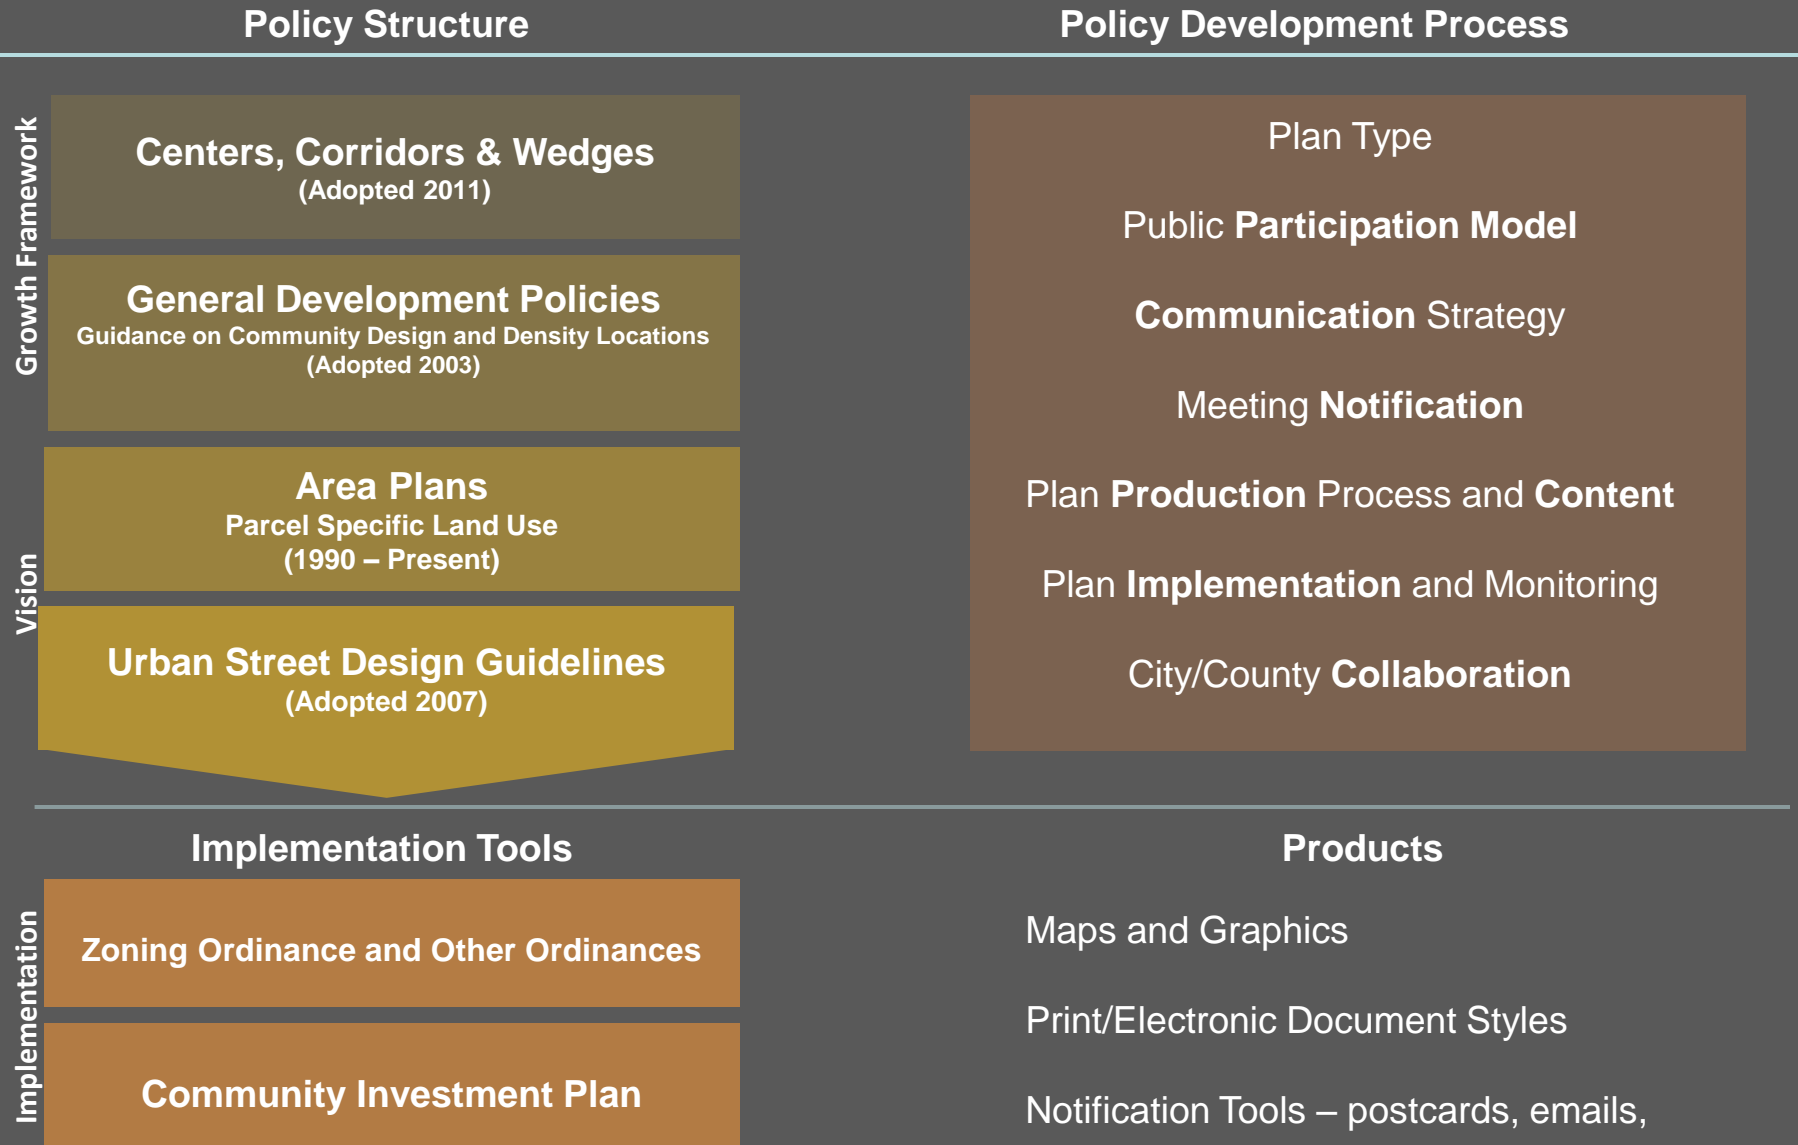 Policy Structure
Policy Development Process
Growth Framework
Centers, Corridors & Wedges
(Adopted 2011)
General Development Policies
Guidance on Community Design and Density Locations
(Adopted 2003)
Vision
Area Plans
Parcel Specific Land Use
(1990 – Present)
Urban Street Design Guidelines
(Adopted 2007)
Plan Type
Public Participation Model
Communication Strategy
Meeting Notification
Plan Production Process and Content
Plan Implementation and Monitoring
City/County Collaboration
Implementation Tools
Implementation
Zoning Ordinance and Other Ordinances
Community Investment Plan
Products
Maps and Graphics
Print/Electronic Document Styles
Notification Tools – postcards, emails,